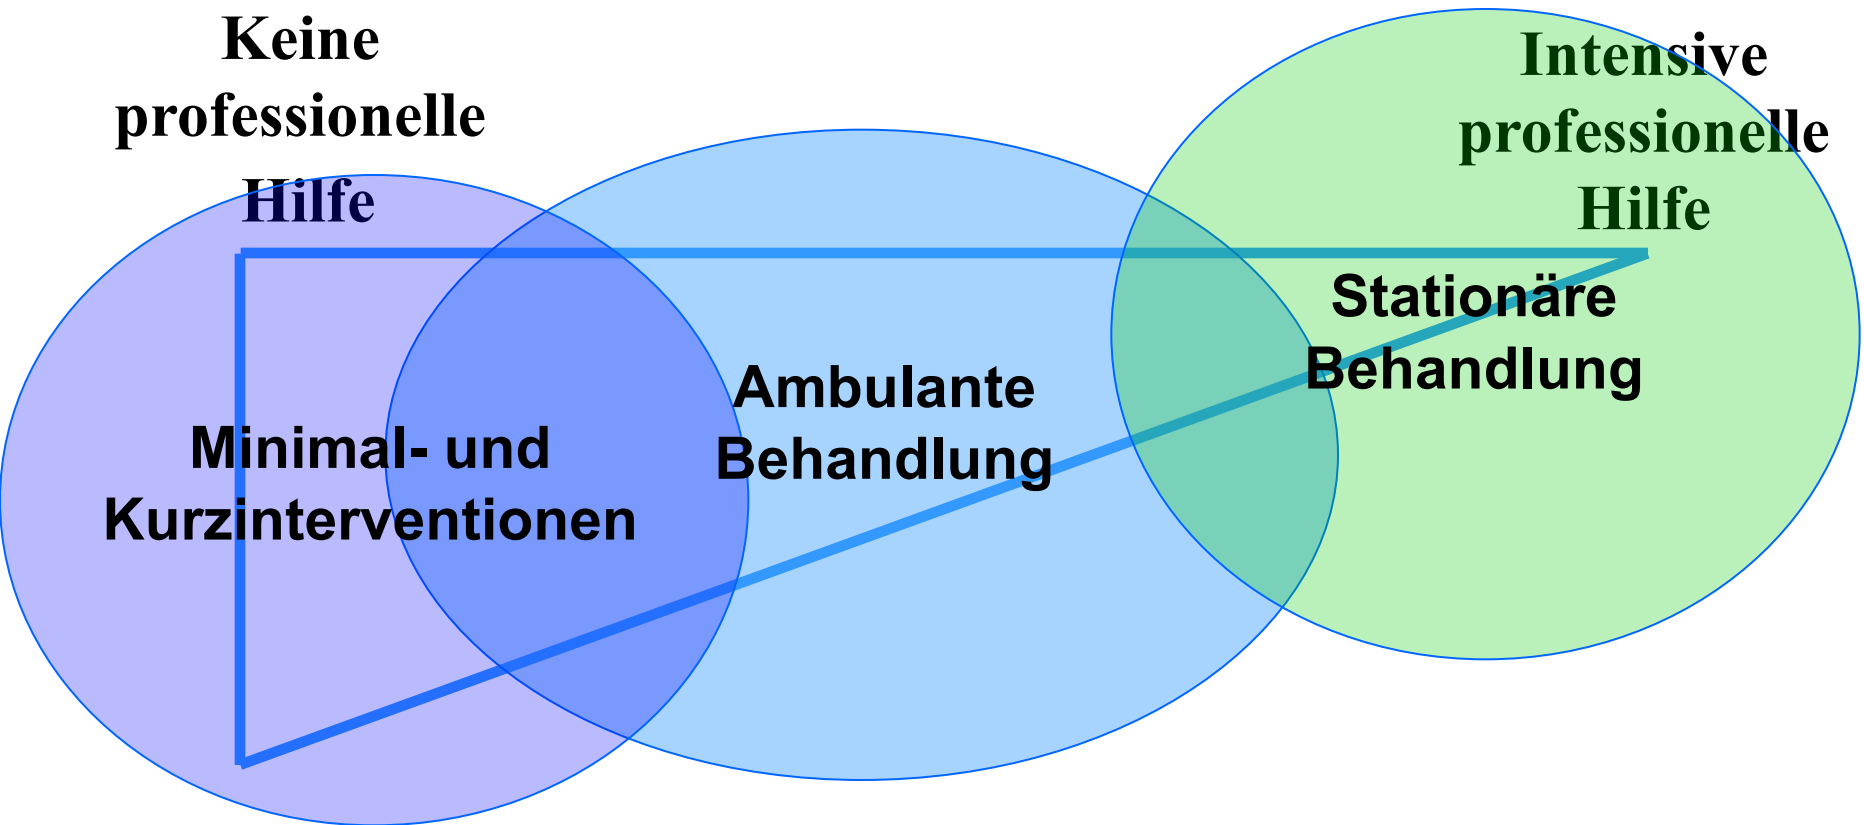 Keine
professionelle
Hilfe
Intensive
professionelle
Hilfe
Minimal- und
Kurzinterventionen
Ambulante
Behandlung
Stationäre
Behandlung